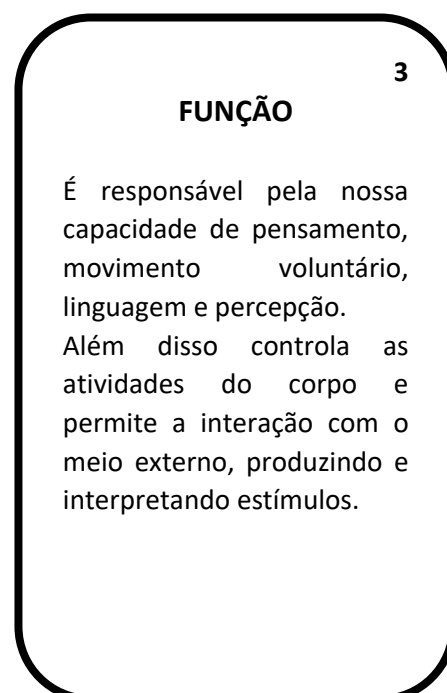 3
FUNÇÃO
É responsável pela nossa
capacidade de pensamento,
movimento voluntário,
linguagem e percepção.
Além disso controla as
atividades do corpo e
permite a interação com o
meio externo, produzindo e
interpretando estímulos.